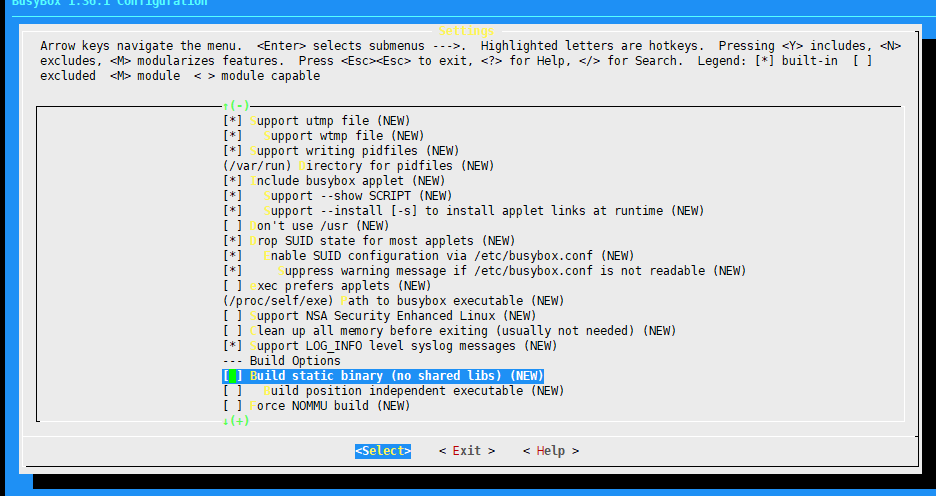 BusyBox 1.36.1 Configuration
Settings
Arrow keys navigate the menu.  <Enter> selects submenus --->.  Highlighted letters are hotkeys.  Pressing <Y> includes, <N>
excludes, <M> modularizes features.  Press <Esc><Esc> to exit, <?> for Help, </> for Search.  Legend: [*] built-in  [ ]
excluded  <M> module  < > module capable
↑(-)
[*] Support utmp file (NEW)
[*]   Support wtmp file (NEW)
[*] Support writing pidfiles (NEW)
(/var/run) Directory for pidfiles (NEW)
[*] Include busybox applet (NEW)
[*]   Support --show SCRIPT (NEW)
[*]   Support --install [-s] to install applet links at runtime (NEW)
[ ] Don't use /usr (NEW)
[*] Drop SUID state for most applets (NEW)
[*]   Enable SUID configuration via /etc/busybox.conf (NEW)
[*]     Suppress warning message if /etc/busybox.conf is not readable (NEW)
[ ] exec prefers applets (NEW)
(/proc/self/exe) Path to busybox executable (NEW)
[ ] Support NSA Security Enhanced Linux (NEW)
[ ] Clean up all memory before exiting (usually not needed) (NEW)
[*] Support LOG_INFO level syslog messages (NEW)
--- Build Options
[ ] Build static binary (no shared libs) (NEW)
[ ]   Build position independent executable (NEW)
[ ] Force NOMMU build (NEW)
↓(+)
<Select>    < Exit >    < Help >